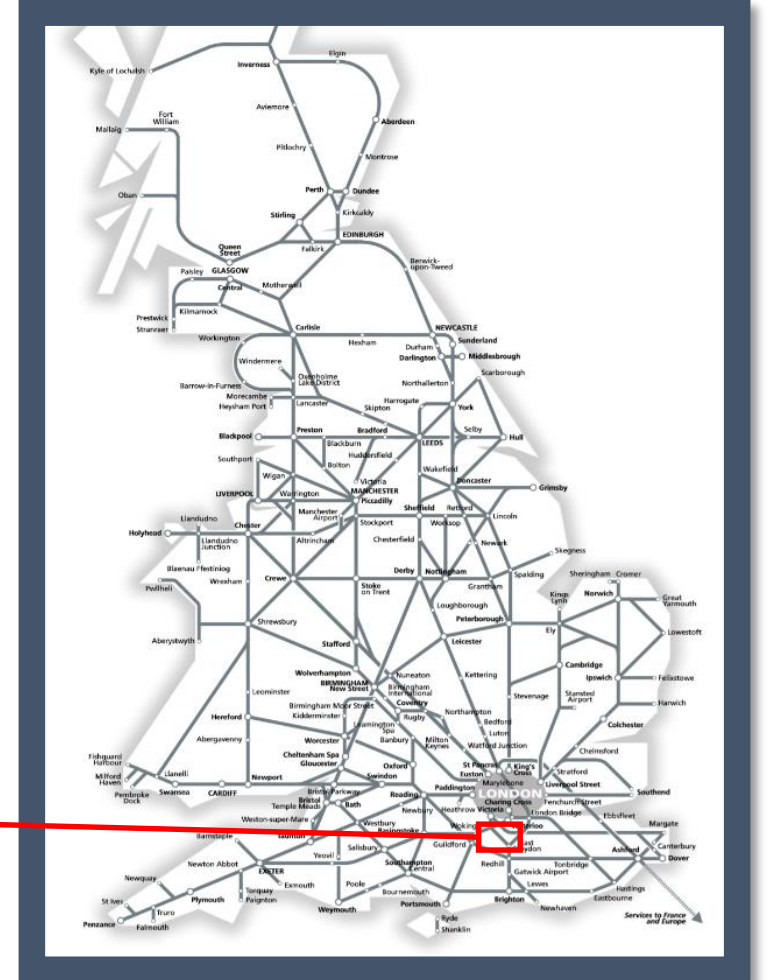 Elgin
Inverness
Kyle of Lochalsh
Aviemore
Fort
William
Mallaig
Aberdeen
Pitlochry
Montrose
Perth
Dundee
Oban
Stirling
Kirkcaldy
EDINBURGH
Queen
Street
Falkirk
Berwick-
upon-Tweed
Paisley
GLASGOW
Central
Motherwell
Prestwick
Kilmarnock
Stranraer
Carlisle
NEWCASTLE
Workington
Hexham
Sunderland
Durham
Darlington
Middlesbrough
Windermere
Scarborough
Oxenholme
Lake District
Barrow-in-Furness
Northallerton
Morecambe
Heysham Port
Lancaster
Harrogate
Skipton
York
Blackpool
Preston
Bradford
LEEDS
Selby
Hull
Blackburn
Huddersfield
Southport
Bolton
Wakefield
Wigan
Victoria
MANCHESTER
Piccadilly
Doncaster
Grimsby
LIVERPOOL
Warrington
Sheffield
Retford
Manchester
Airport
Stockport
Worksop
Lincoln
Llandudno
Holyhead
Chester
Llandudno
Junction
Altrincham
Chesterfield
Newark
Skegness
Blaenau Ffestiniog
Pwllheli
Wrexham
Crewe
Stoke
on Trent
Derby
Nottingham
Grantham
Spalding
Sheringham
Cromer
Kings
Lynn
Norwich
Great
Yarmouth
Loughborough
Shrewsbury
Peterborough
Ely
Lowestoft
Aberystwyth
Stafford
Leicester
Wolverhampton
BIRMINGHAM
New Street
Nuneaton
Birmingham
International
Kettering
Cambridge
Ipswich
Felixstowe
Stansted
Airport
Leominster
Birmingham Moor Street
Kidderminster
Coventry
Rugby
Northampton
Stevenage
Harwich
Hereford
Leamington
Spa
Bedford
Colchester
Worcester
Banbury
Milton
Keynes
Luton
Abergavenny
Watford Junction
Chelmsford
Cheltenham Spa
Gloucester
Oxford
St Pancras
King's
Cross
Euston
Stratford
Fishguard
Harbour
Milford
Haven
Llanelli
Pembroke
Dock
Swansea
CARDIFF
Newport
Swindon
Marylebone
Liverpool Street
Paddington
LONDON
Southend
Bristol Parkway
Bristol
Temple Meads
Bath
Reading
Newbury
Heathrow
Victoria
Charing Cross
Fenchurch Street
London Bridge
Ebbsfleet
Weston-super-Mare
Westbury
Basingstoke
Woking
Waterloo
Margate
Barnstaple
Taunton
Salisbury
Guildford
East
Croydon
Ashford
Canterbury
Dover
Newton Abbot
EXETER
Yeovil
Southampton
Central
Redhill
Gatwick Airport
Tonbridge
Newquay
Exmouth
Poole
Bournemouth
Lewes
Hastings
Eastbourne
St Ives
Plymouth
Torquay
Paignton
Weymouth
Portsmouth
Brighton
Newhaven
Truro
Penzance
Falmouth
Ryde
Shanklin
Services to France
and Europe